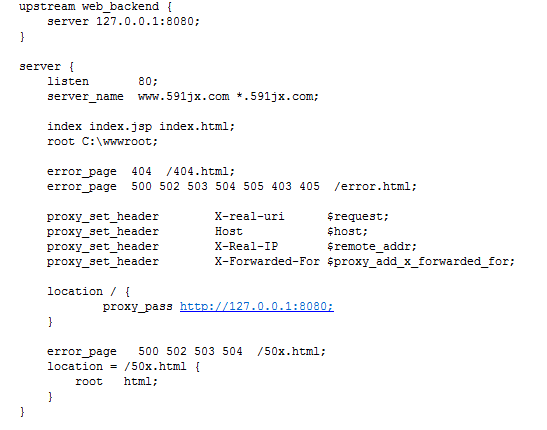 upstream web_backend {
    server 127.0.0.1:8080;
}
server {
    listen       80;
    server_name  www.591jx.com *.591jx.com;
    index index.jsp index.html;
    root C:\wwwroot;
    error_page  404  /404.html;
    error_page  500 502 503 504 505 403 405  /error.html;
    proxy_set_header        X-real-uri      $request;
    proxy_set_header        Host            $host;
    proxy_set_header        X-Real-IP       $remote_addr;
    proxy_set_header        X-Forwarded-For $proxy_add_x_forwarded_for;
    location / {
            proxy_pass http://127.0.0.1:8080;
    }
    error_page   500 502 503 504  /50x.html;
    location = /50x.html {
        root   html;
    }
}